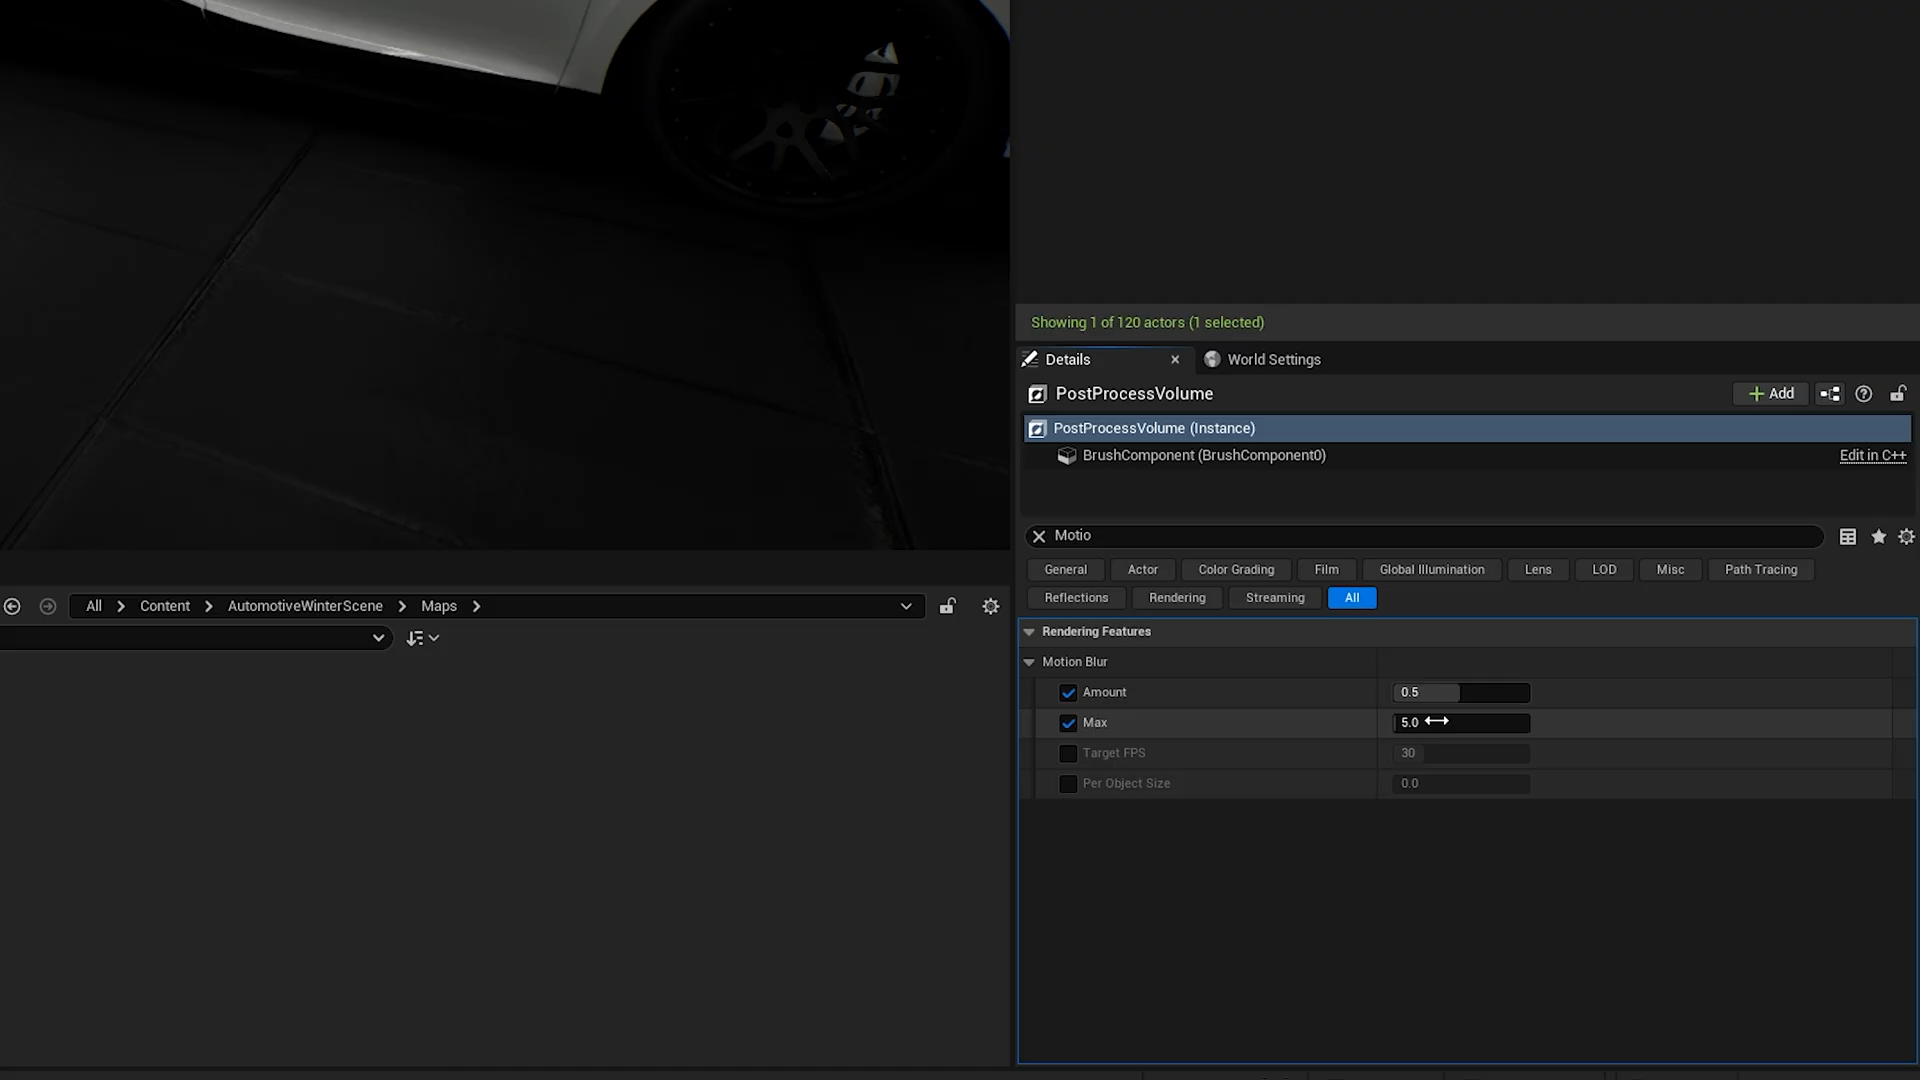 Showing 1 of 120 actors (1 selected)
Details
World Settings
PostProcessVolume
Add
PostProcessVolume (Instance)
BrushComponent (BrushComponent0)
Edit in C++
Motio
General Actor Color Grading Film Global Illumination Lens LOD Misc Path Tracing
Reflections Rendering Streaming All
All Content AutomotiveWinterScene Maps
Rendering Features
Motion Blur
Amount 0.5
Max 5.0
Target FPS 30
Per Object Size 0.0